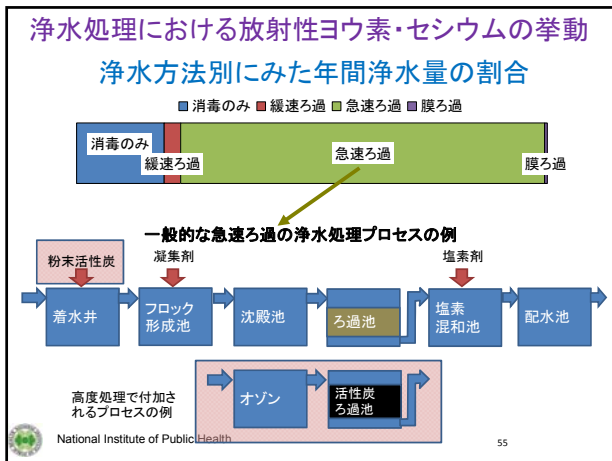 浄水処理における放射性ヨウ素・セシウムの挙動
浄水方法別にみた年間浄水量の割合
消毒のみ 緩速ろ過 急速ろ過 膜ろ過
消毒のみ
緩速ろ過
急速ろ過
膜ろ過
一般的な急速ろ過の浄水処理プロセスの例
粉末活性炭
凝集剤
塩素剤
着水井
フロック
形成池
沈殿池
ろ過池
塩素
混和池
配水池
高度処理で付加さ
れるプロセスの例
オゾン
活性炭
ろ過池
National Institute of Public Health
55